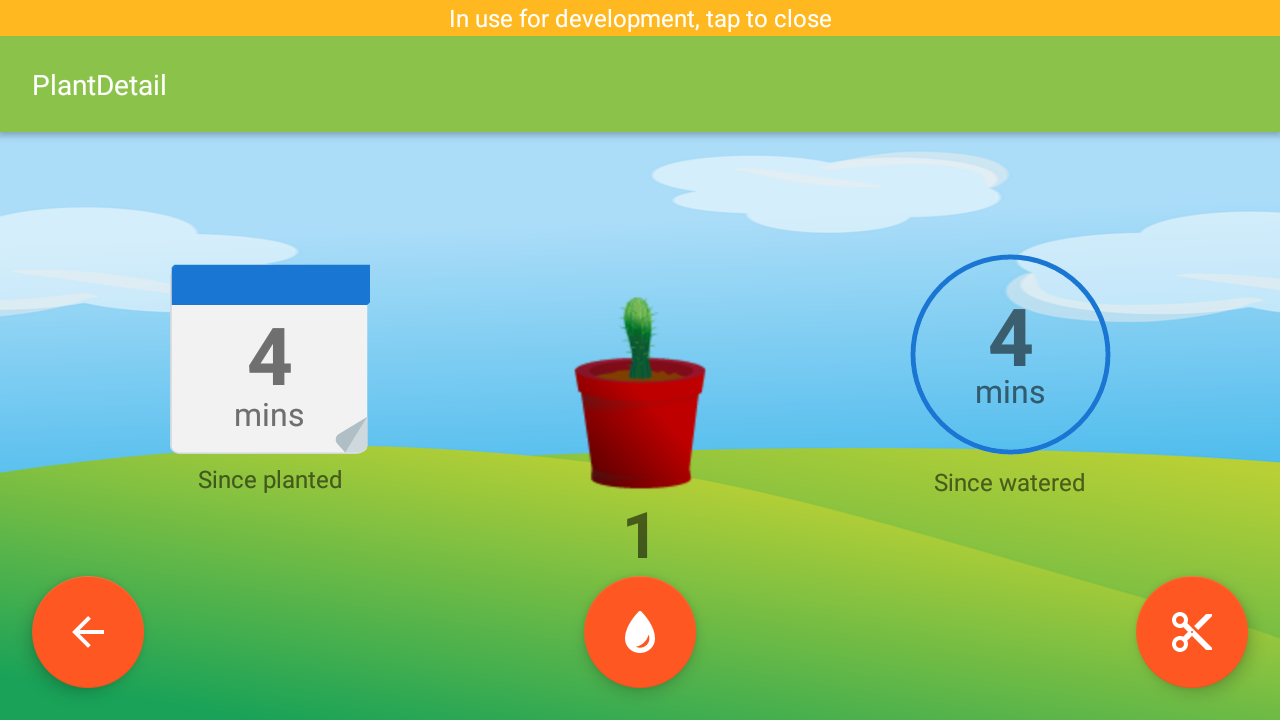 In use for development, tap to close
PlantDetail
4
mins
Since planted
1
4
mins
Since watered